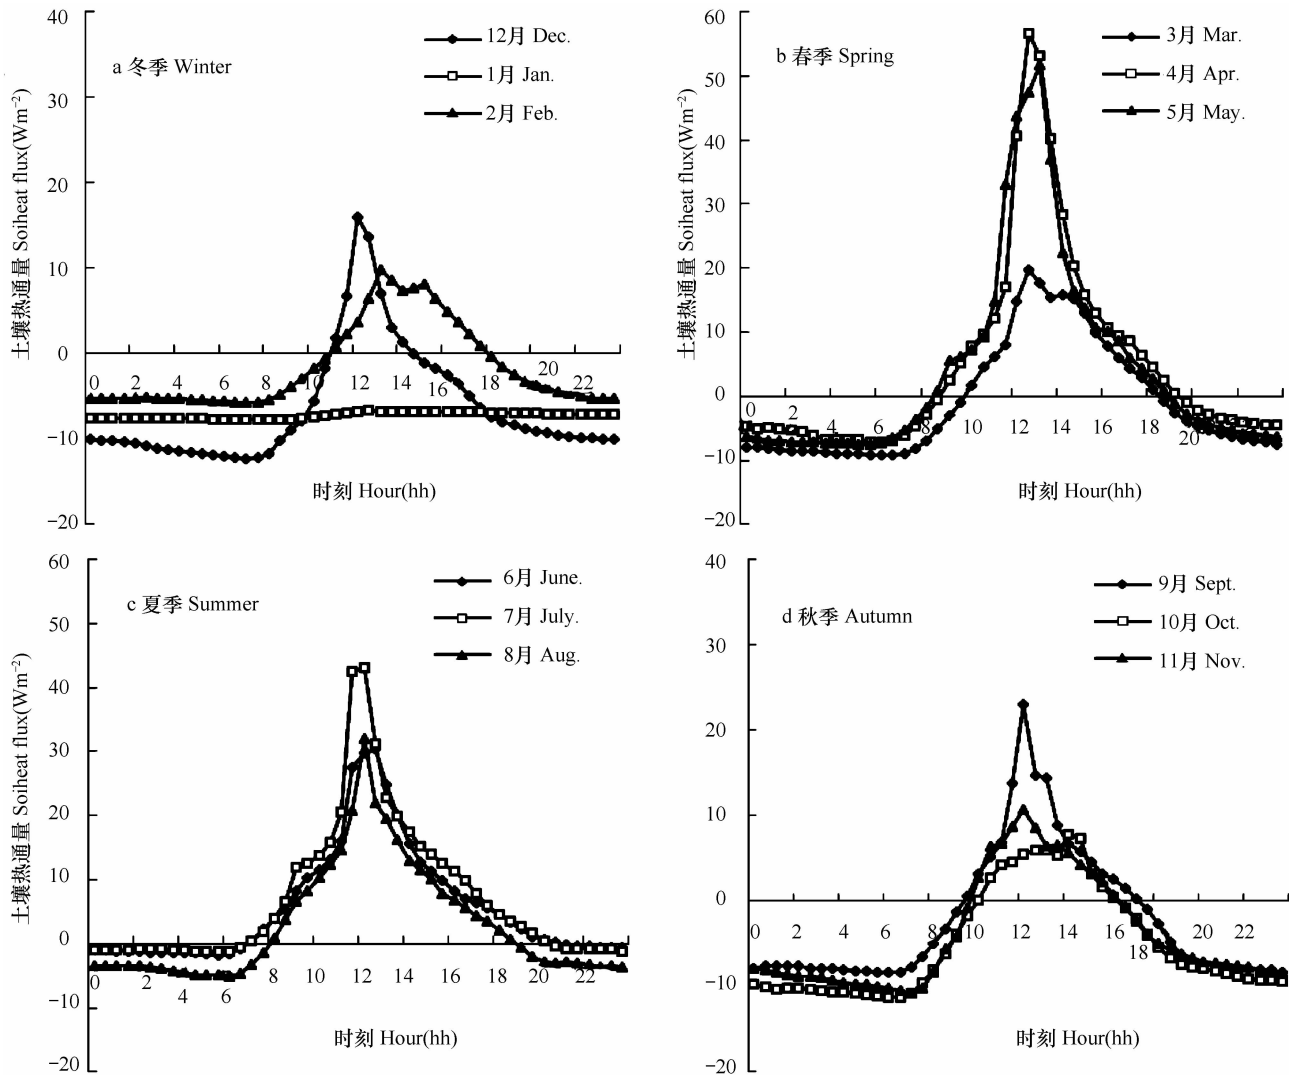 a 冬季 Winter
12月 Dec.
1月 Jan.
2月 Feb.
土壤热通量 Soiheat flux(Wm⁻²)
40
30
20
10
0
−10
−20
0 2 4 6 8 10 12 14 16 18 20 22
时刻 Hour(hh)
b 春季 Spring
3月 Mar.
4月 Apr.
5月 May.
土壤热通量 Soiheat flux(Wm⁻²)
60
50
40
30
20
10
0
−10
−20
0 2 4 6 8 10 12 14 16 18 20
时刻 Hour(hh)
c 夏季 Summer
6月 June.
7月 July.
8月 Aug.
土壤热通量 Soiheat flux(Wm⁻²)
60
50
40
30
20
10
0
−10
−20
0 2 4 6 8 10 12 14 16 18 20 22
时刻 Hour(hh)
d 秋季 Autumn
9月 Sept.
10月 Oct.
11月 Nov.
40
30
20
10
0
−10
−20
0 2 4 6 8 10 12 14 16 18 20 22
时刻 Hour(hh)